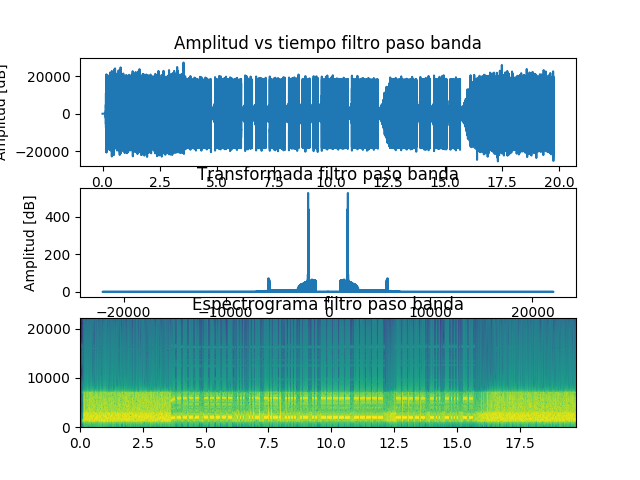 Amplitud vs tiempo filtro paso banda
Amplitud [dB]
20000
0
−20000
0.0 2.5 5.0 7.5 10.0 12.5 15.0 17.5 20.0
Transformada filtro paso banda
Amplitud [dB]
400
200
0
−20000 −10000 0 10000 20000
Espectrograma filtro paso banda
20000
10000
0
0.0 2.5 5.0 7.5 10.0 12.5 15.0 17.5